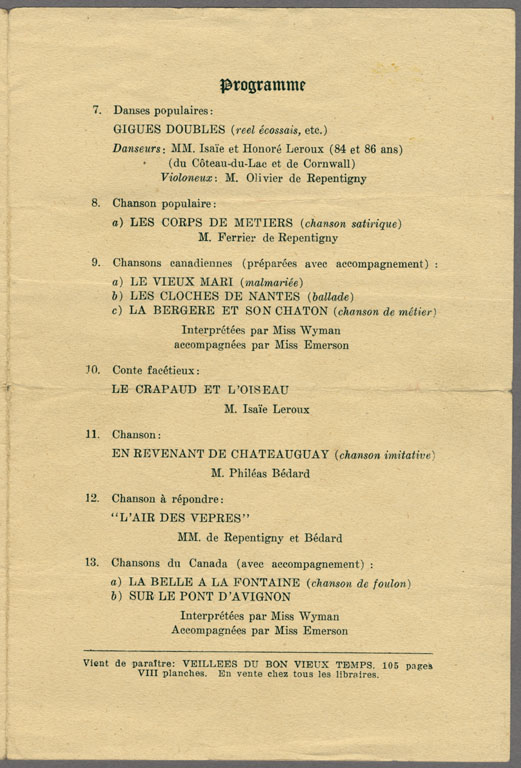 Programme
7. Danses populaires:
GIGUES DOUBLES (reel écossais, etc.)
Danseurs: MM. Isaïe et Honoré Leroux (84 et 86 ans)
(du Côteau-du-Lac et de Cornwall)
Violoneux: M. Olivier de Repentigny
8. Chanson populaire:
a) LES CORPS DE METIERS (chanson satirique)
M. Ferrier de Repentigny
9. Chansons canadiennes (préparées avec accompagnement) :
a) LE VIEUX MARI (malmariée)
b) LES CLOCHES DE NANTES (ballade)
c) LA BERGERE ET SON CHATON (chanson de métier)
Interprétées par Miss Wyman
accompagnées par Miss Emerson
10. Conte facétieux:
LE CRAPAUD ET L'OISEAU
M. Isaïe Leroux
11. Chanson:
EN REVENANT DE CHATEAUGUAY (chanson imitative)
M. Philéas Bédard
12. Chanson à répondre:
"L'AIR DES VEPRES"
MM. de Repentigny et Bédard
13. Chansons du Canada (avec accompagnement) :
a) LA BELLE A LA FONTAINE (chanson de foulon)
b) SUR LE PONT D'AVIGNON
Interprétées par Miss Wyman
Accompagnées par Miss Emerson
Vient de paraître: VEILLEES DU BON VIEUX TEMPS. 105 pages
VIII planches. En vente chez tous les libraires.